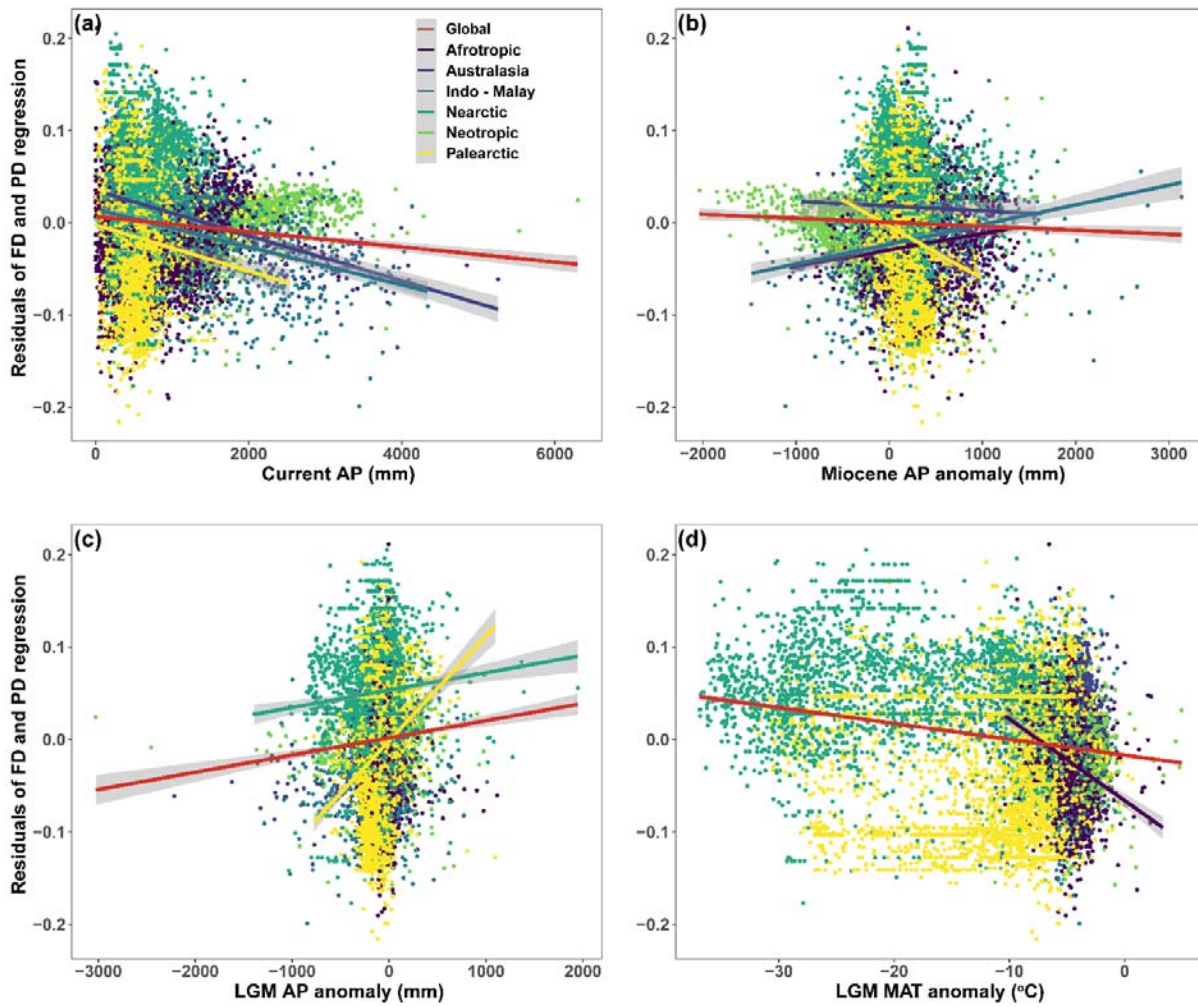 (a)
Global
Afrotropic
Australasia
Indo - Malay
Nearctic
Neotropic
Palearctic
Residuals of FD and PD regression
0.2
0.1
0.0
−0.1
−0.2
0
2000
4000
6000
Current AP (mm)
(b)
0.2
0.1
0.0
−0.1
−0.2
−2000
−1000
0
1000
2000
3000
Miocene AP anomaly (mm)
(c)
Residuals of FD and PD regression
0.2
0.1
0.0
−0.1
−0.2
−3000
−2000
−1000
0
1000
2000
LGM AP anomaly (mm)
(d)
0.2
0.1
0.0
−0.1
−0.2
−30
−20
−10
0
LGM MAT anomaly (°C)